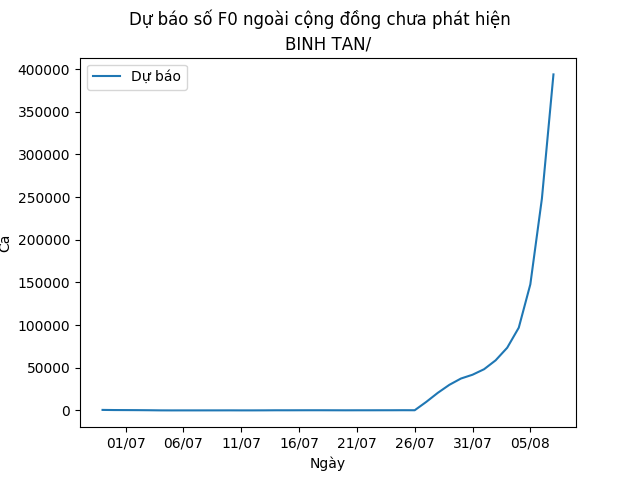 Dự báo số F0 ngoài cộng đồng chưa phát hiện
BINH TAN/
Dự báo
400000
350000
300000
250000
200000
150000
100000
50000
0
Ca
01/07 06/07 11/07 16/07 21/07 26/07 31/07 05/08
Ngày